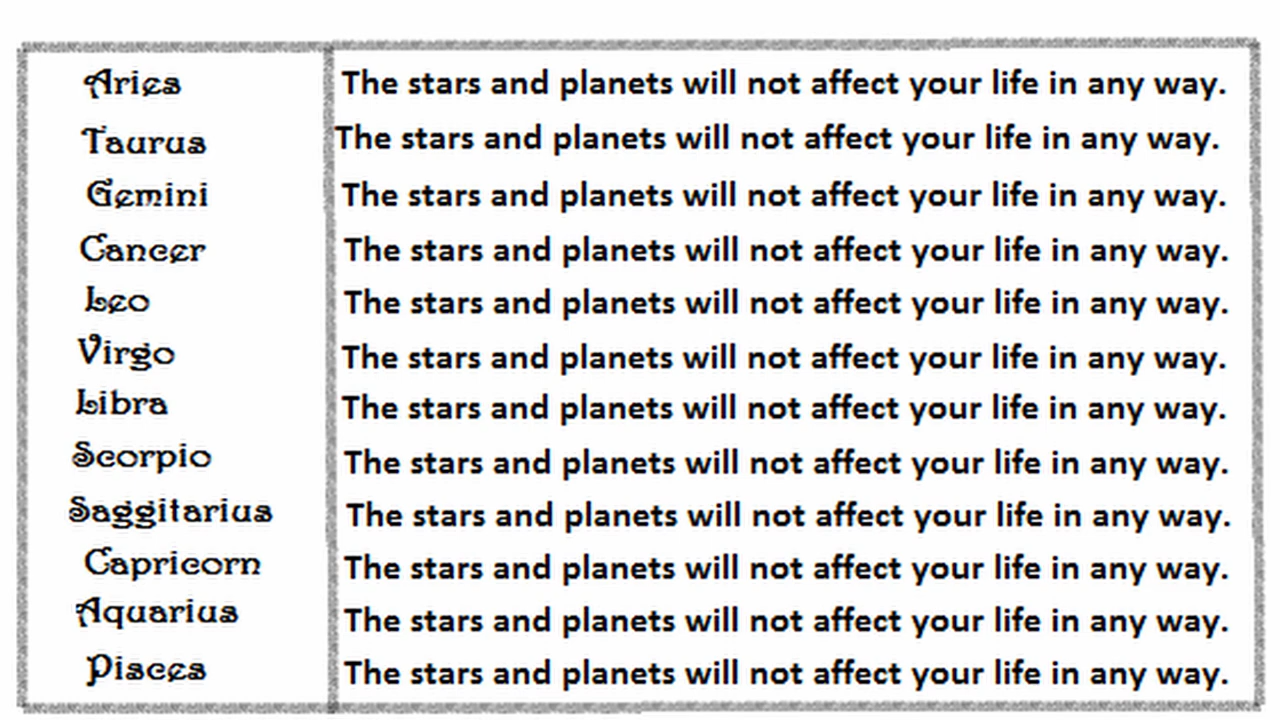 Aries The stars and planets will not affect your life in any way.
Taurus The stars and planets will not affect your life in any way.
Gemini The stars and planets will not affect your life in any way.
Cancer The stars and planets will not affect your life in any way.
Leo The stars and planets will not affect your life in any way.
Virgo The stars and planets will not affect your life in any way.
Libra The stars and planets will not affect your life in any way.
Scorpio The stars and planets will not affect your life in any way.
Saggitarius The stars and planets will not affect your life in any way.
Capricorn The stars and planets will not affect your life in any way.
Aquarius The stars and planets will not affect your life in any way.
Pisces The stars and planets will not affect your life in any way.